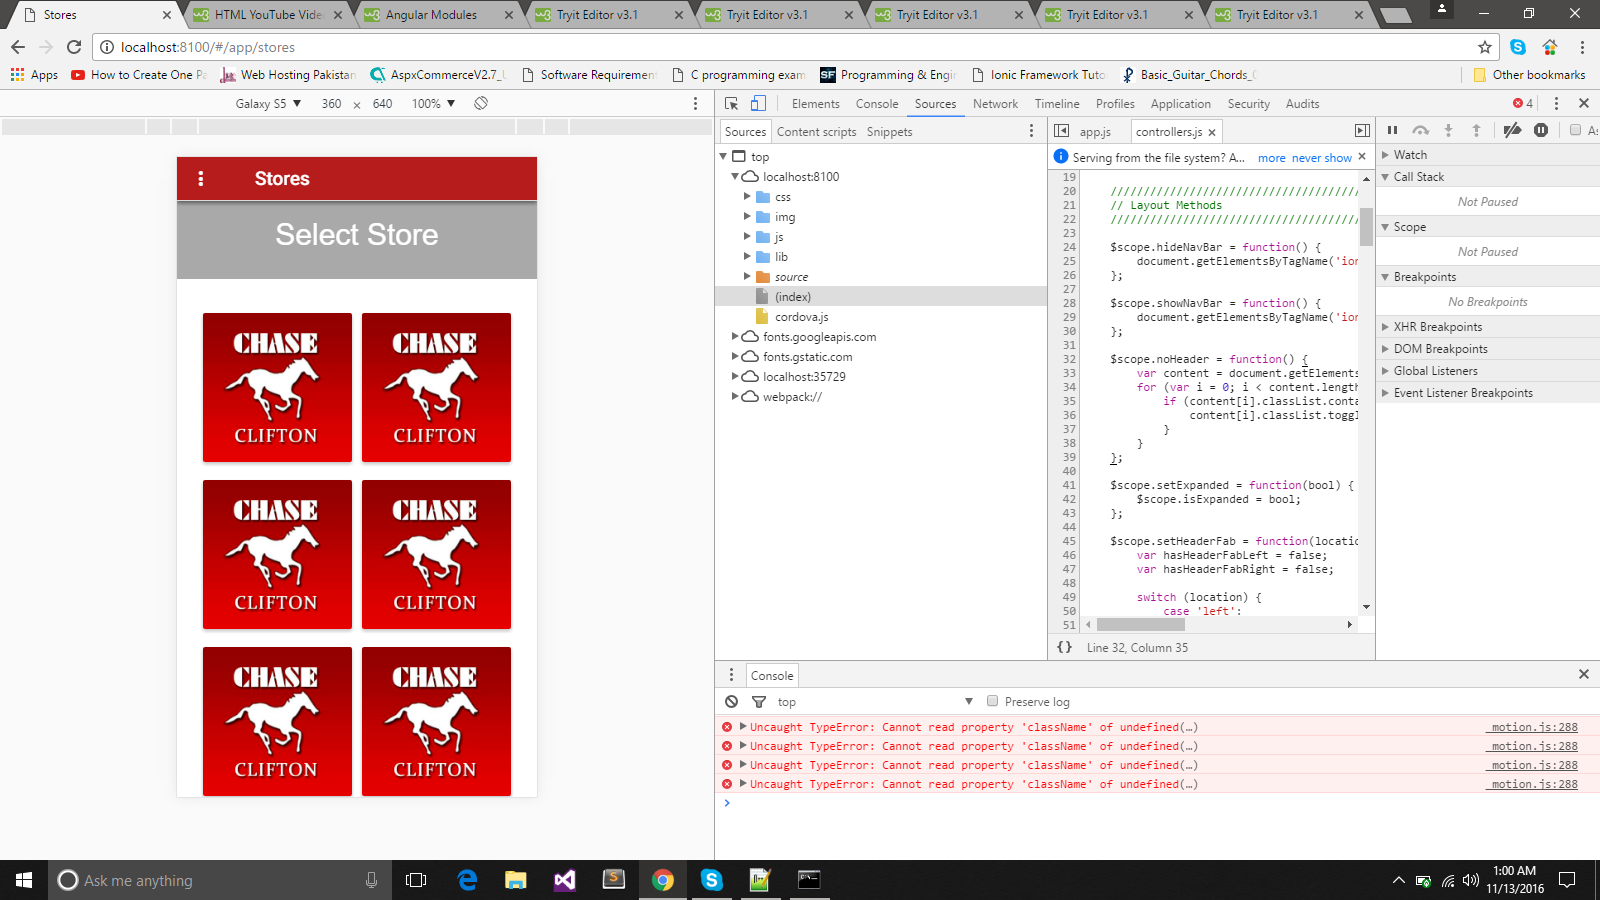 Stores
HTML YouTube Vide
Angular Modules
Tryit Editor v3.1
Tryit Editor v3.1
Tryit Editor v3.1
Tryit Editor v3.1
Tryit Editor v3.1
localhost:8100/#/app/stores
Apps
How to Create One Pa
Web Hosting Pakistan
AspxCommerceV2.7_U
Software Requirement
C programming exam
Programming & Engi
Ionic Framework Tuto
Basic_Guitar_Chords_
Other bookmarks
Galaxy S5 ▼ 360 × 640 100% ▼
Elements Console Sources Network Timeline Profiles Application Security Audits
4
Stores
Select Store
CHASE
CLIFTON
CHASE
CLIFTON
CHASE
CLIFTON
CHASE
CLIFTON
CHASE
CLIFTON
CHASE
CLIFTON
Sources Content scripts Snippets
top
localhost:8100
css
img
js
lib
source
(index)
cordova.js
fonts.googleapis.com
fonts.gstatic.com
localhost:35729
webpack://
app.js controllers.js ×
Serving from the file system? A... more never show ×
19
20 ////////////////////////////////////////
21 // Layout Methods
22 ////////////////////////////////////////
23
24 $scope.hideNavBar = function() {
25 document.getElementsByTagName('ion
26 };
27
28 $scope.showNavBar = function() {
29 document.getElementsByTagName('ion
30 };
31
32 $scope.noHeader = function() {
33 var content = document.getElements
34 for (var i = 0; i < content.length
35 if (content[i].classList.conta
36 content[i].classList.toggl
37 }
38 }
39 };
40
41 $scope.setExpanded = function(bool) {
42 $scope.isExpanded = bool;
43 };
44
45 $scope.setHeaderFab = function(locatio
46 var hasHeaderFabLeft = false;
47 var hasHeaderFabRight = false;
48
49 switch (location) {
50 case 'left':
51
{} Line 32, Column 35
As
Watch
Call Stack
Not Paused
Scope
Not Paused
Breakpoints
No Breakpoints
XHR Breakpoints
DOM Breakpoints
Global Listeners
Event Listener Breakpoints
Console
top ▼ Preserve log
Uncaught TypeError: Cannot read property 'className' of undefined(…) _motion.js:288
Uncaught TypeError: Cannot read property 'className' of undefined(…) _motion.js:288
Uncaught TypeError: Cannot read property 'className' of undefined(…) _motion.js:288
Uncaught TypeError: Cannot read property 'className' of undefined(…) _motion.js:288
Ask me anything
1:00 AM
11/13/2016